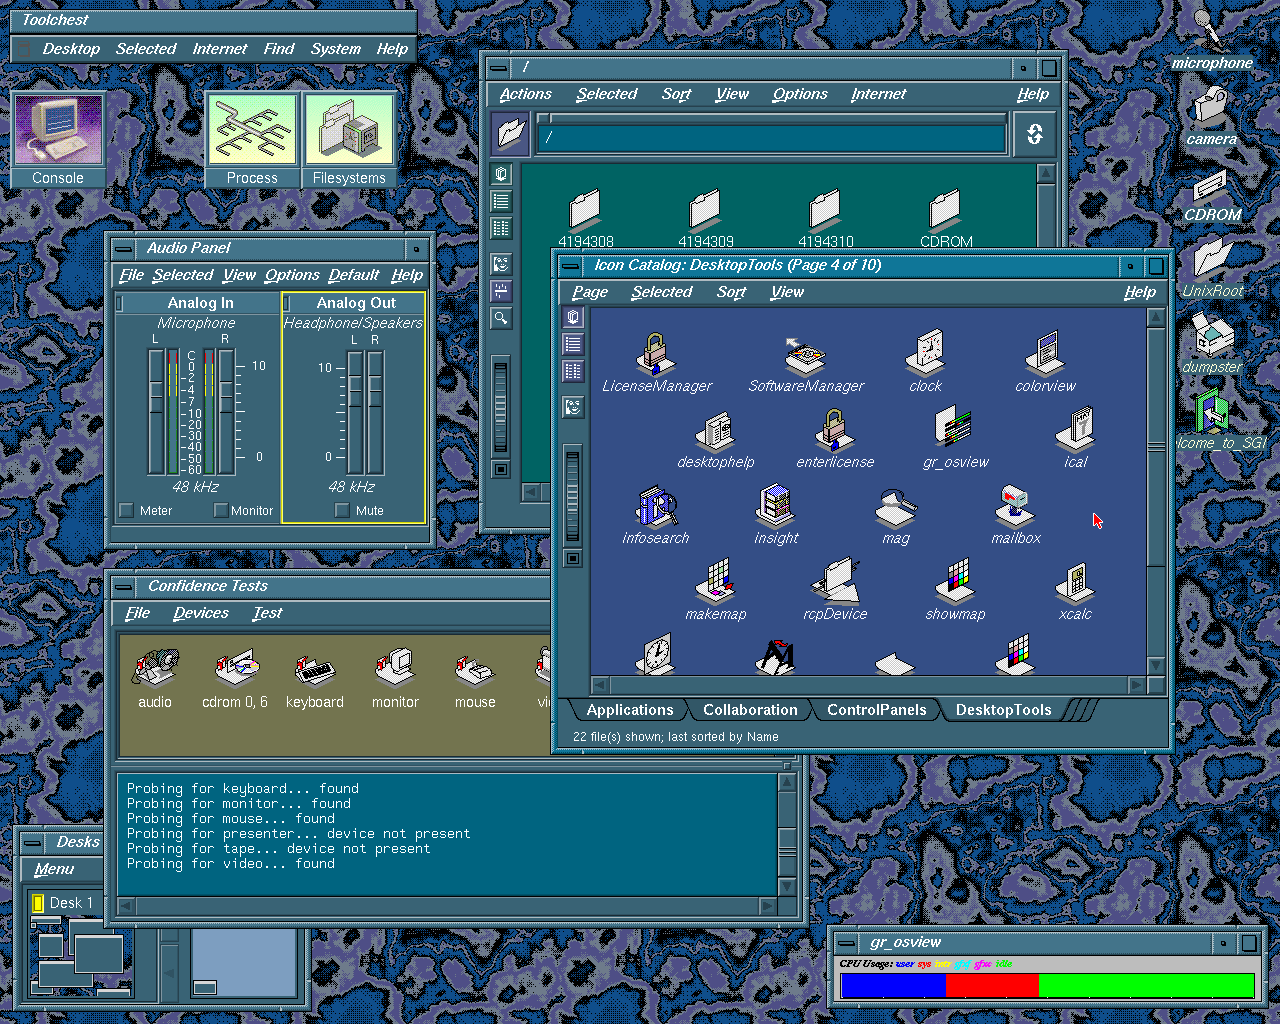 Toolchest
Desktop Selected Internet Find System Help
Console
Process
Filesystems
microphone
camera
CDROM
UnixRoot
dumpster
lcome_to_SGI
/
Actions Selected Sort View Options Internet Help
/
4194308 4194309 4194310 CDROM
Audio Panel
File Selected View Options Default Help
Analog In Analog Out
Microphone Headphone/Speakers
L R L R
C
0
2
4
7
10
20
30
40
50
60
10
0
10
0
48 kHz 48 kHz
Meter Monitor Mute
Icon Catalog: DesktopTools (Page 4 of 10)
Page Selected Sort View Help
LicenseManager SoftwareManager clock colorview
desktophelp enterlicense gr_osview ical
infosearch insight mag mailbox
makemap rcpDevice showmap xcalc
Applications Collaboration ControlPanels DesktopTools
22 file(s) shown; last sorted by Name
Confidence Tests
File Devices Test
audio cdrom 0, 6 keyboard monitor mouse vi
Probing for keyboard... found
Probing for monitor... found
Probing for mouse... found
Probing for presenter... device not present
Probing for tape... device not present
Probing for video... found
Desks
Menu
Desk 1
gr_osview
CPU Usage: user sys intr gfxf gfxc idle